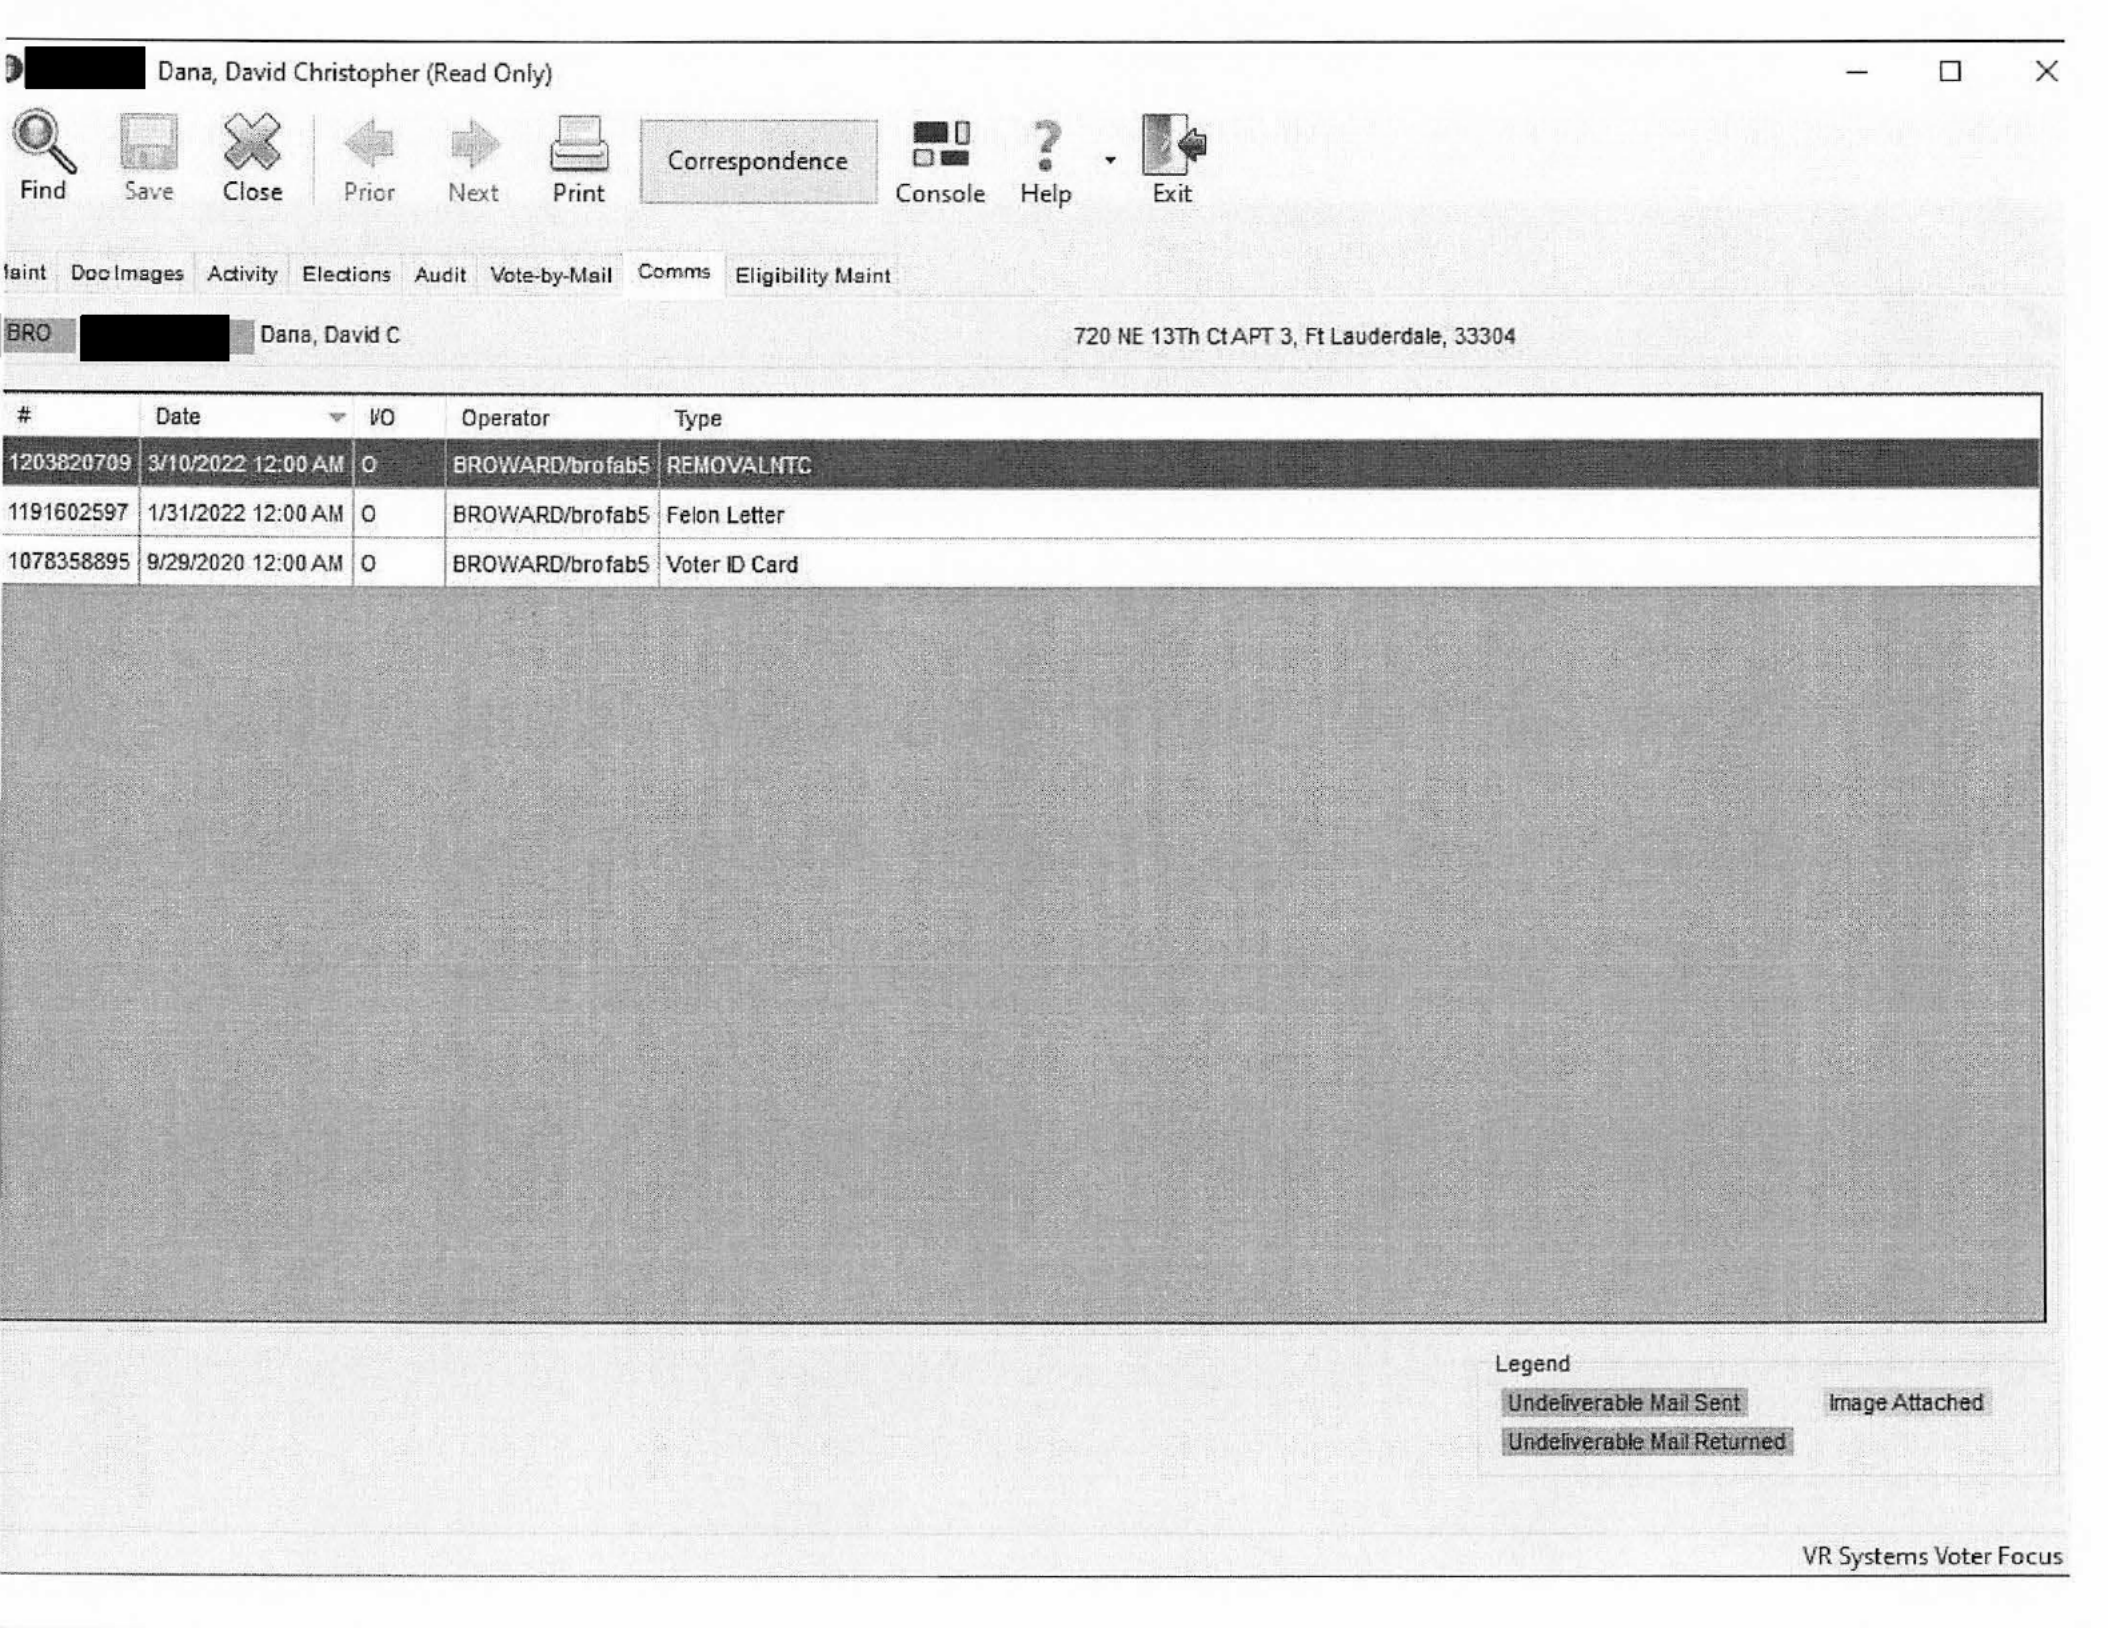 Dana, David Christopher (Read Only)
Find Save Close Prior Next Print Correspondence Console Help Exit
Doc Images Activity Elections Audit Vote-by-Mail Comms Eligibility Maint
BRO Dana, David C 720 NE 13Th Ct APT 3, Ft Lauderdale, 33304
# Date I/O Operator Type
1203820709 3/10/2022 12:00 AM O BROWARD/brofab5 REMOVALNTC
1191602597 1/31/2022 12:00 AM O BROWARD/brofab5 Felon Letter
1078358895 9/29/2020 12:00 AM O BROWARD/brofab5 Voter ID Card
Legend
Undeliverable Mail Sent Image Attached
Undeliverable Mail Returned
VR Systems Voter Focus